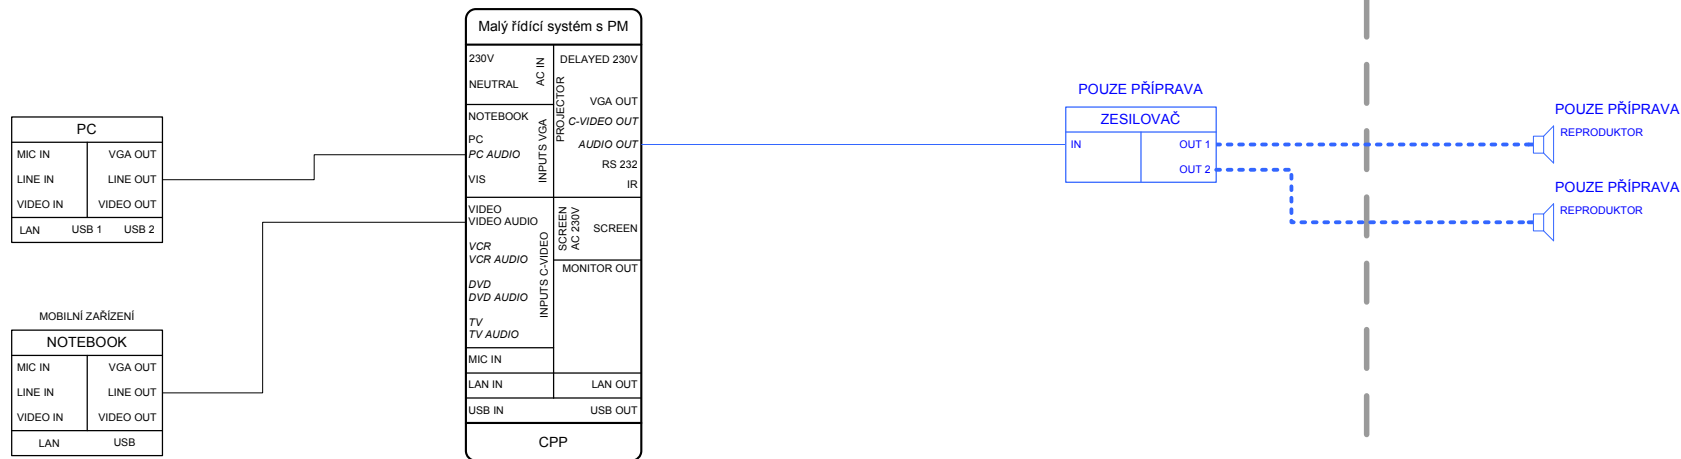 PC
MIC IN
VGA OUT
LINE IN
LINE OUT
VIDEO IN
VIDEO OUT
LAN
USB 1
USB 2
MOBILNÍ ZAŘÍZENÍ
NOTEBOOK
MIC IN
VGA OUT
LINE IN
LINE OUT
VIDEO IN
VIDEO OUT
LAN
USB
Malý řídící systém s PM
230V
NEUTRAL
AC IN
NOTEBOOK
PC
PC AUDIO
VIS
INPUTS VGA
VIDEO
VIDEO AUDIO
VCR
VCR AUDIO
DVD
DVD AUDIO
TV
TV AUDIO
INPUTS C-VIDEO
MIC IN
LAN IN
USB IN
DELAYED 230V
VGA OUT
C-VIDEO OUT
AUDIO OUT
RS 232
IR
PROJECTOR
SCREEN
AC 230V
SCREEN
MONITOR OUT
LAN OUT
USB OUT
CPP
POUZE PŘÍPRAVA
ZESILOVAČ
IN
OUT 1
OUT 2
POUZE PŘÍPRAVA
REPRODUKTOR
POUZE PŘÍPRAVA
REPRODUKTOR